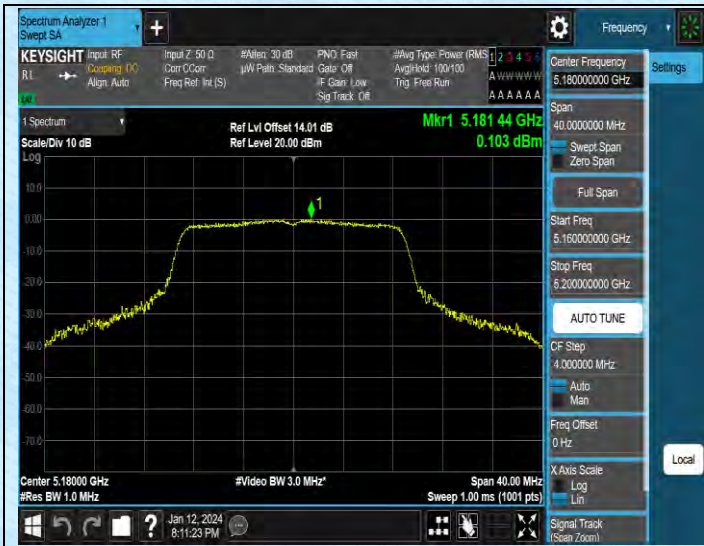 Spectrum Analyzer 1
Swept SA
+
Frequency
KEYSIGHT
Input: RF
Input Z: 50 Ω
#Atten: 30 dB
PNO: Fast
#Avg Type: Power (RMS
1 2 3 4 5 6
Coupling: DC
Corr CCorr
µW Path: Standard
Gate: Off
Avg|Hold: 100/100
A W W W W W
Align: Auto
Freq Ref: Int (S)
IF Gain: Low
Trig: Free Run
Sig Track: Off
A A A A A A
Center Frequency
5.180000000 GHz
Settings
1 Spectrum
Scale/Div 10 dB
Ref Lvl Offset 14.01 dB
Ref Level 20.00 dBm
Mkr1 5.181 44 GHz
0.103 dBm
Log
10.0
0.00
-10.0
-20.0
-30.0
-40.0
-50.0
-60.0
-70.0
1
Span
40.0000000 MHz
Swept Span
Zero Span
Full Span
Start Freq
5.160000000 GHz
Stop Freq
5.200000000 GHz
AUTO TUNE
CF Step
4.000000 MHz
Auto
Man
Freq Offset
0 Hz
X Axis Scale
Log
Lin
Signal Track
(Span Zoom)
Local
Center 5.18000 GHz
#Video BW 3.0 MHz*
Span 40.00 MHz
#Res BW 1.0 MHz
Sweep 1.00 ms (1001 pts)
?
Jan 12, 2024
8:11:23 PM